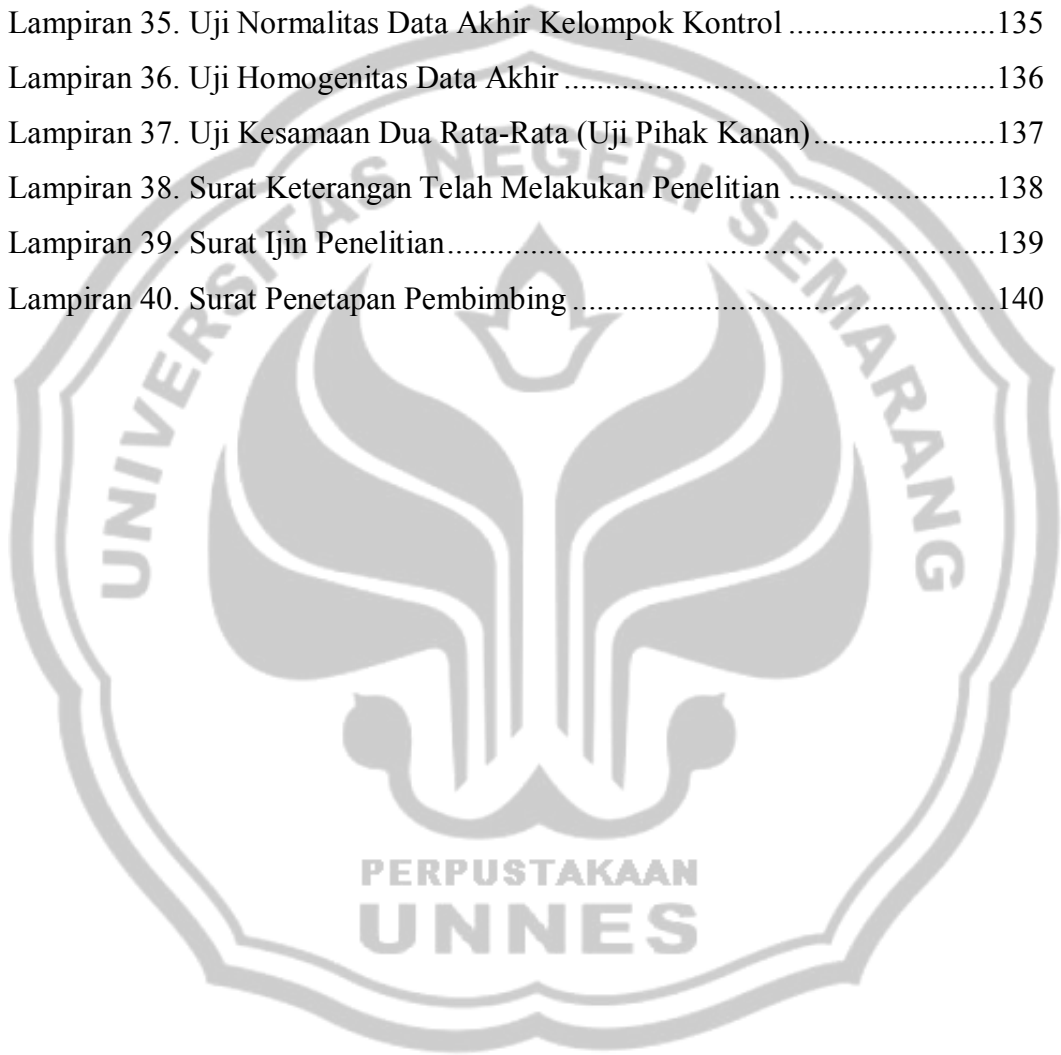 Lampiran 35. Uji Normalitas Data Akhir Kelompok Kontrol ..........................135
Lampiran 36. Uji Homogenitas Data Akhir ......................................................136
Lampiran 37. Uji Kesamaan Dua Rata-Rata (Uji Pihak Kanan).......................137
Lampiran 38. Surat Keterangan Telah Melakukan Penelitian ..........................138
Lampiran 39. Surat Ijin Penelitian.....................................................................139
Lampiran 40. Surat Penetapan Pembimbing .....................................................140
UNIVERSITAS NEGERI SEMARANG
PERPUSTAKAAN
UNNES